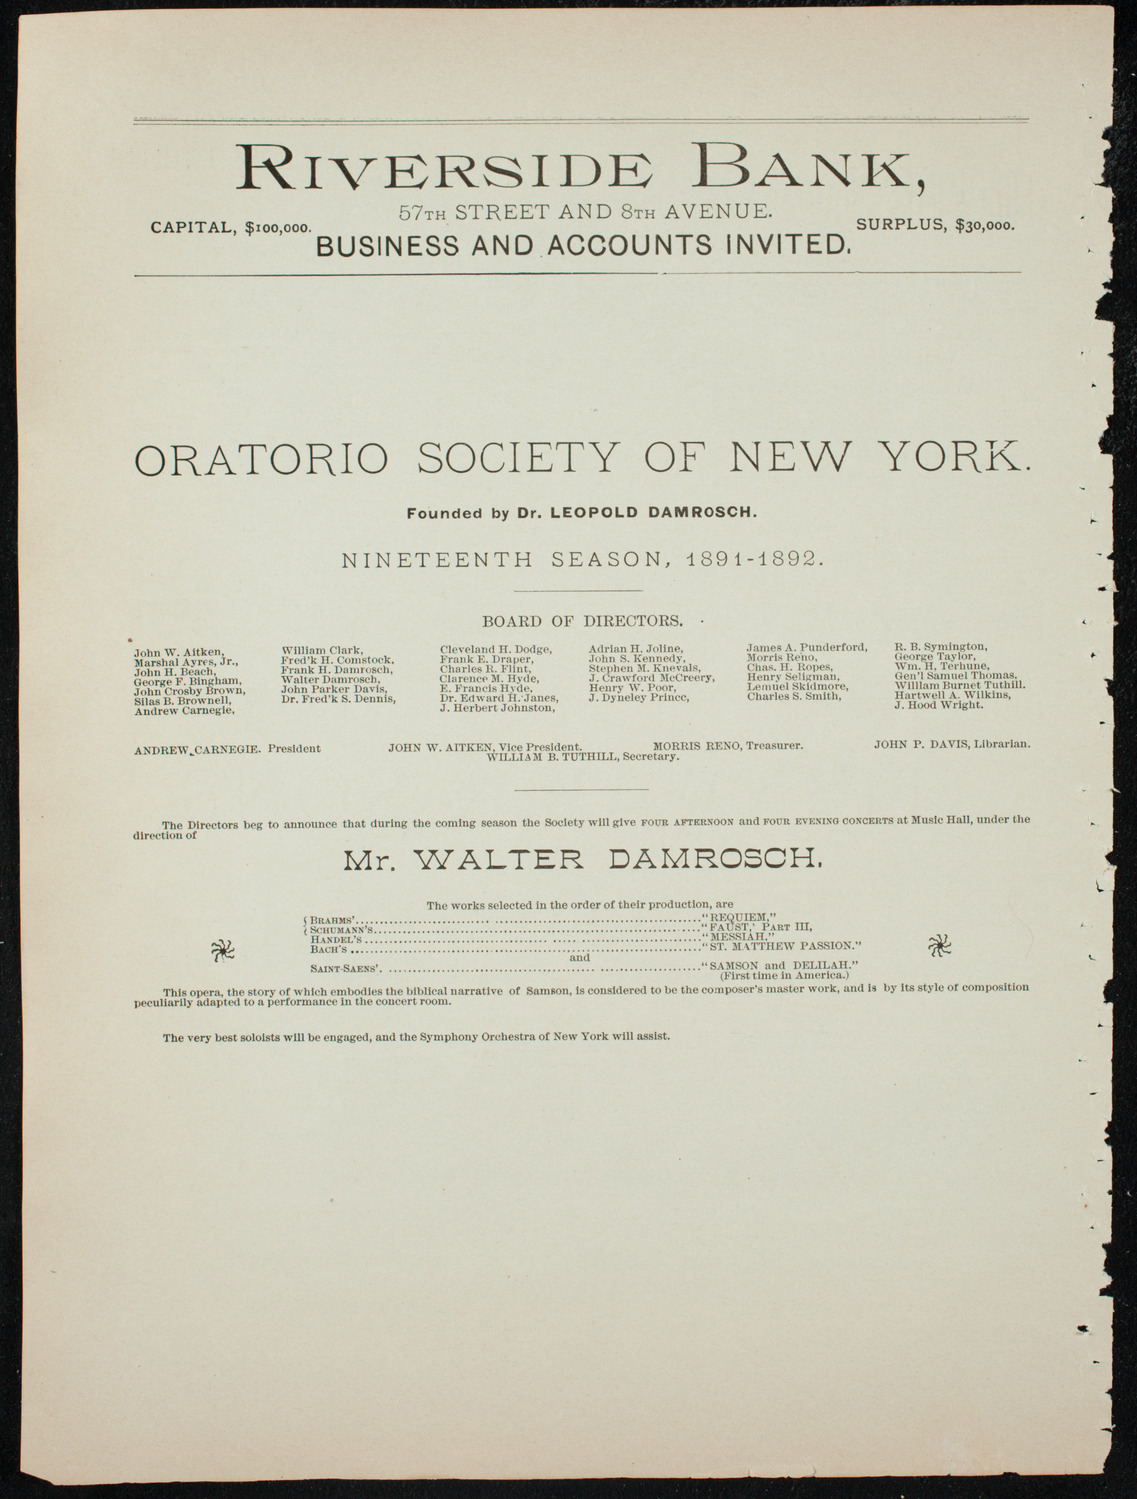 RIVERSIDE BANK,
57TH STREET AND 8TH AVENUE.
CAPITAL, $100,000.
SURPLUS, $30,000.
BUSINESS AND ACCOUNTS INVITED.
ORATORIO SOCIETY OF NEW YORK.
Founded by Dr. LEOPOLD DAMROSCH.
NINETEENTH SEASON, 1891-1892.
BOARD OF DIRECTORS.
John W. Aitken,
Marshal Ayres, Jr.,
John H. Beach,
George F. Bingham,
John Crosby Brown,
Silas B. Brownell,
Andrew Carnegie,
William Clark,
Fred'k H. Comstock,
Frank H. Damrosch,
Walter Damrosch,
John Parker Davis,
Dr. Fred'k S. Dennis,
Cleveland H. Dodge,
Frank E. Draper,
Charles R. Flint,
Clarence M. Hyde,
E. Francis Hyde,
Dr. Edward H. Janes,
J. Herbert Johnston,
Adrian H. Joline,
John S. Kennedy,
Stephen M. Knevals,
J. Crawford McCreery,
Henry W. Poor,
J. Dyneley Prince,
James A. Punderford,
Morris Reno,
Chas. H. Ropes,
Henry Seligman,
Lemuel Skidmore,
Charles S. Smith,
R. B. Symington,
George Taylor,
Wm. H. Terhune,
Gen'l Samuel Thomas,
William Burnet Tuthill.
Hartwell A. Wilkins,
J. Hood Wright.
ANDREW CARNEGIE. President JOHN W. AITKEN, Vice President. MORRIS RENO, Treasurer. JOHN P. DAVIS, Librarian.
WILLIAM B. TUTHILL, Secretary.
The Directors beg to announce that during the coming season the Society will give FOUR AFTERNOON and FOUR EVENING CONCERTS at Music Hall, under the
direction of
Mr. WALTER DAMROSCH.
The works selected in the order of their production, are
BRAHMS' "REQUIEM,"
SCHUMANN'S "FAUST,' PART III,
HANDEL'S "MESSIAH,"
BACH'S "ST. MATTHEW PASSION."
and
SAINT-SAENS'. "SAMSON and DELILAH."
(First time in America.)
This opera, the story of which embodies the biblical narrative of Samson, is considered to be the composer's master work, and is by its style of composition
peculiarily adapted to a performance in the concert room.
The very best soloists will be engaged, and the Symphony Orchestra of New York will assist.